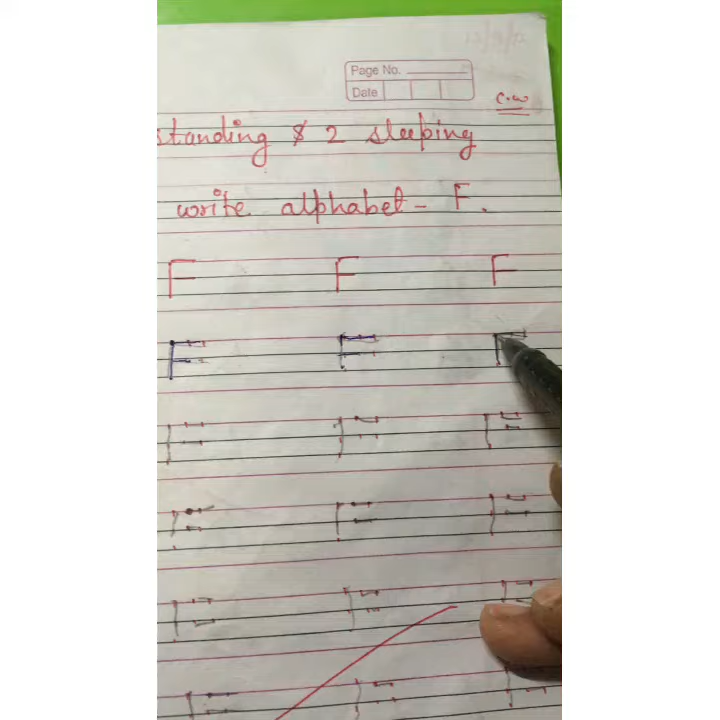 Page No.
Date
c.w
standing & 2 sleeping
write alphabet - F.
F F F
F F F
F F F
F F F
F F F
F F F